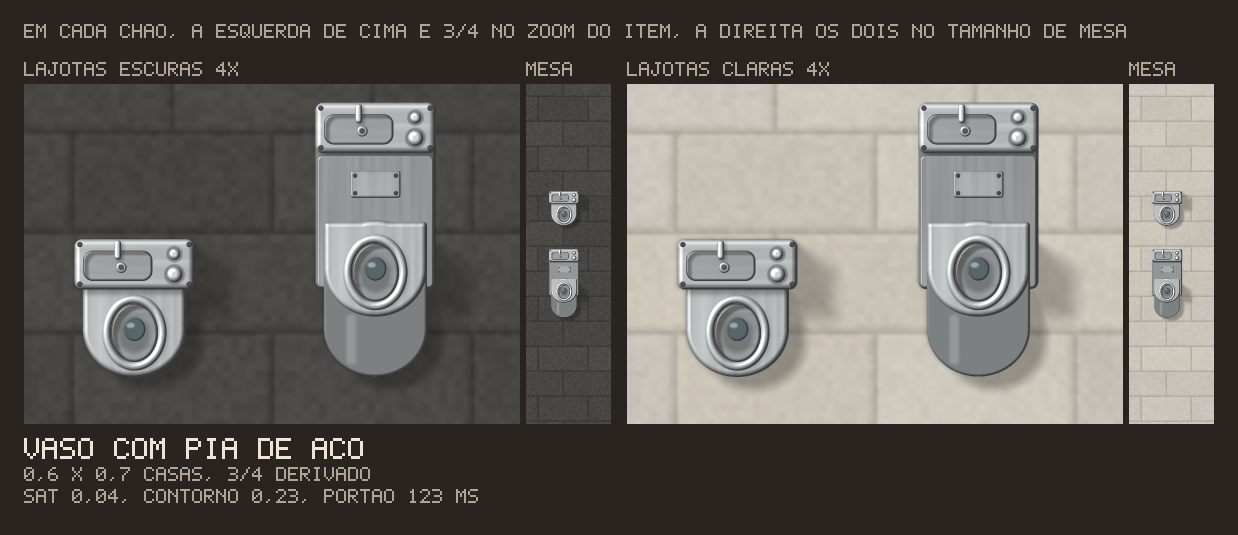 EM CADA CHAO, A ESQUERDA DE CIMA E 3/4 NO ZOOM DO ITEM, A DIREITA OS DOIS NO TAMANHO DE MESA
LAJOTAS ESCURAS 4X MESA LAJOTAS CLARAS 4X MESA
VASO COM PIA DE ACO
0,6 X 0,7 CASAS, 3/4 DERIVADO
SAT 0,04, CONTORNO 0,23, PORTAO 123 MS